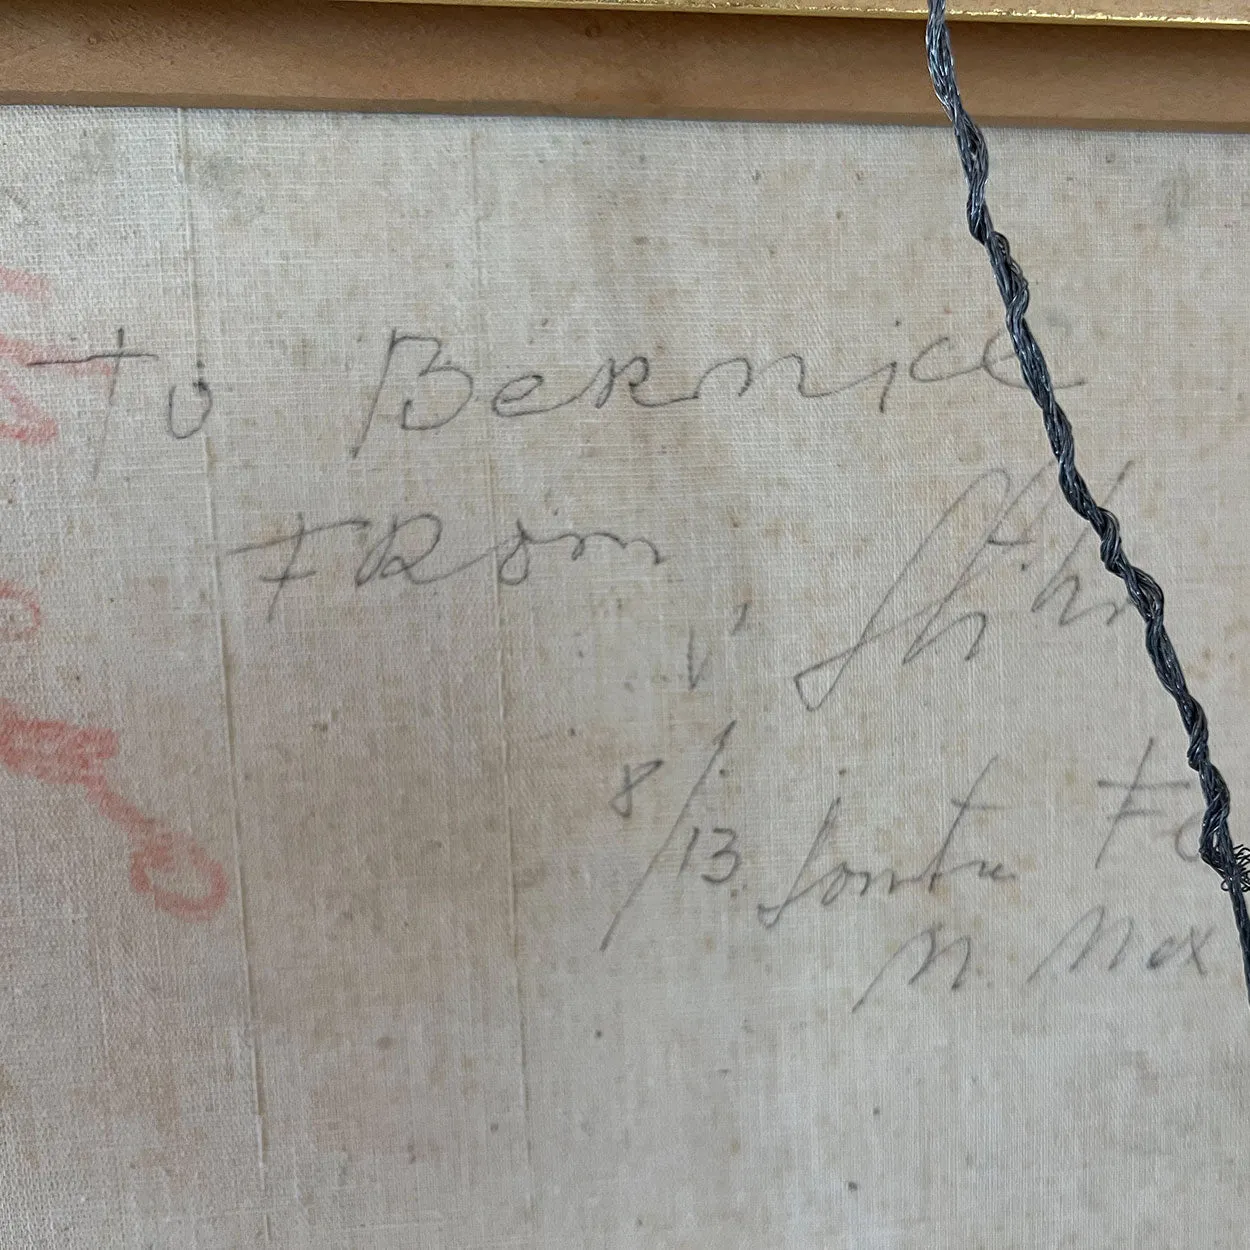 To Bernice
FROM
8/13 Santa Fe
N. Mex